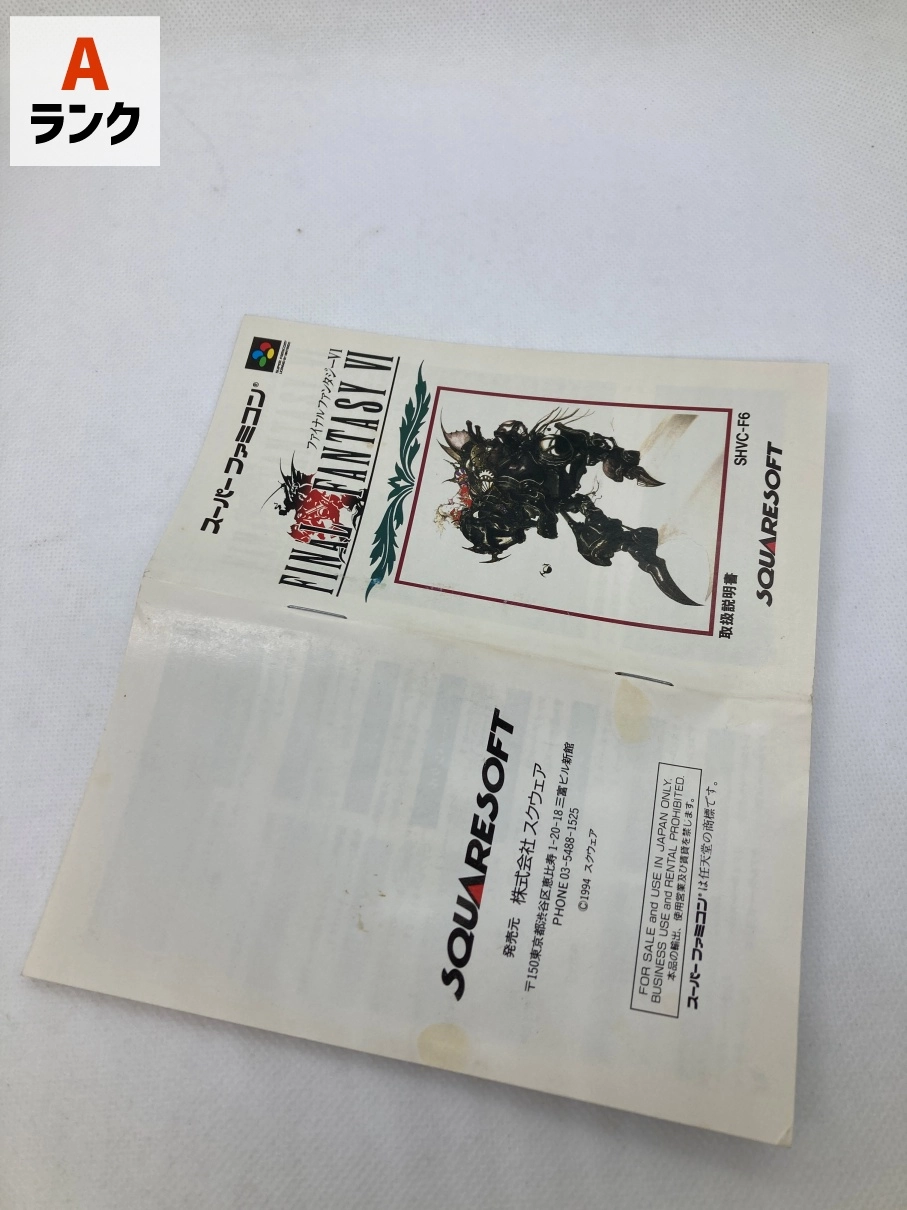 A
ランク
スーパーファミコン®
ファイナルファンタジーVI
FINAL FANTASY VI
SHVC-F6
取扱説明書
SQUARESOFT
SQUARESOFT
発売元 株式会社 スクウェア
〒150東京都渋谷区恵比寿1-20-18 三富ビル新館
PHONE 03-5488-1525
©1994 スクウェア
FOR SALE and USE IN JAPAN ONLY.
BUSINESS USE and RENTAL PROHIBITED.
本品の輸出、使用営業及び賃貸を禁じます。
スーパーファミコン®は任天堂の商標です。